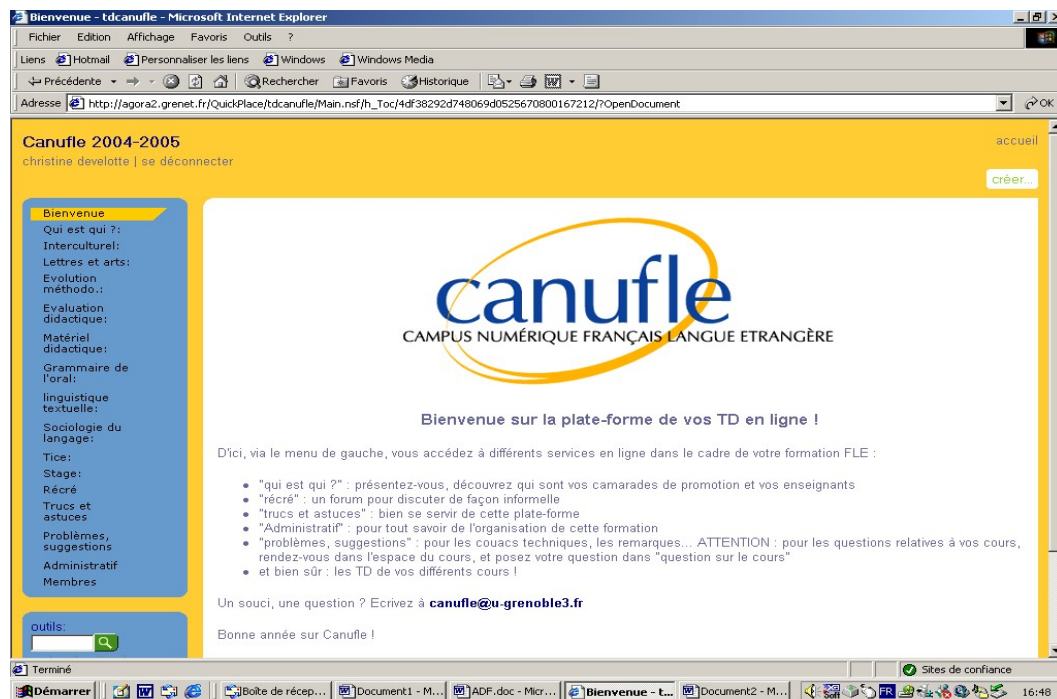 Bienvenue - tdcanufle - Microsoft Internet Explorer
Fichier Edition Affichage Favoris Outils ?
Liens Hotmail Personnaliser les liens Windows Windows Media
Précédente Rechercher Favoris Historique
Adresse http://agora2.grenet.fr/QuickPlace/tdcanufle/Main.nsf/h_Toc/4df38292d748069d0525670800167212/?OpenDocument OK
Canufle 2004-2005
accueil
christine develotte | se déconnecter
créer...
Bienvenue
Qui est qui ?:
Interculturel:
Lettres et arts:
Evolution
méthodo.:
Evaluation
didactique:
Matériel
didactique:
Grammaire de
l'oral:
linguistique
textuelle:
Sociologie du
langage:
Tice:
Stage:
Récré
Trucs et
astuces
Problèmes,
suggestions
Administratif
Membres
outils:
canufle
CAMPUS NUMÉRIQUE FRANÇAIS LANGUE ETRANGÈRE
Bienvenue sur la plate-forme de vos TD en ligne !
D'ici, via le menu de gauche, vous accédez à différents services en ligne dans le cadre de votre formation FLE :
• "qui est qui ?" : présentez-vous, découvrez qui sont vos camarades de promotion et vos enseignants
• "récré" : un forum pour discuter de façon informelle
• "trucs et astuces" : bien se servir de cette plate-forme
• "Administratif" : pour tout savoir de l'organisation de cette formation
• "problèmes, suggestions" : pour les couacs techniques, les remarques... ATTENTION : pour les questions relatives à vos cours,
rendez-vous dans l'espace du cours, et posez votre question dans "question sur le cours"
• et bien sûr : les TD de vos différents cours !
Un souci, une question ? Ecrivez à canufle@u-grenoble3.fr
Bonne année sur Canufle !
Terminé
Sites de confiance
Démarrer Boîte de récep... Document1 - M... ADF.doc - Micr... Bienvenue - t... Document2 - M... FR 16:46